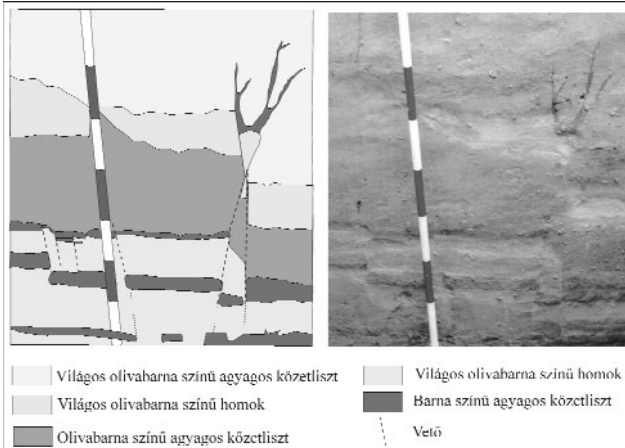 Világos olivabarna színű agyagos kőzetliszt
Világos olivabarna színű homok
Olivabarna színű agyagos kőzetliszt
Világos olivabarna színű homok
Barna színű agyagos kőzetliszt
Vető